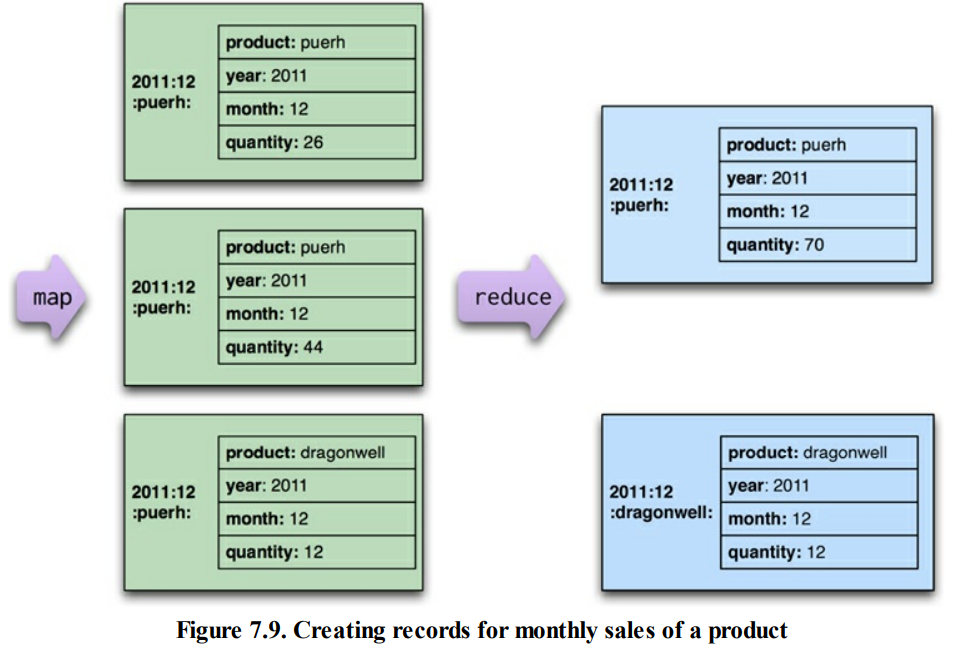 map
2011:12
:puerh:
product: puerh
year: 2011
month: 12
quantity: 26
2011:12
:puerh:
product: puerh
year: 2011
month: 12
quantity: 44
2011:12
:puerh:
product: dragonwell
year: 2011
month: 12
quantity: 12
reduce
2011:12
:puerh:
product: puerh
year: 2011
month: 12
quantity: 70
2011:12
:dragonwell:
product: dragonwell
year: 2011
month: 12
quantity: 12
Figure 7.9. Creating records for monthly sales of a product